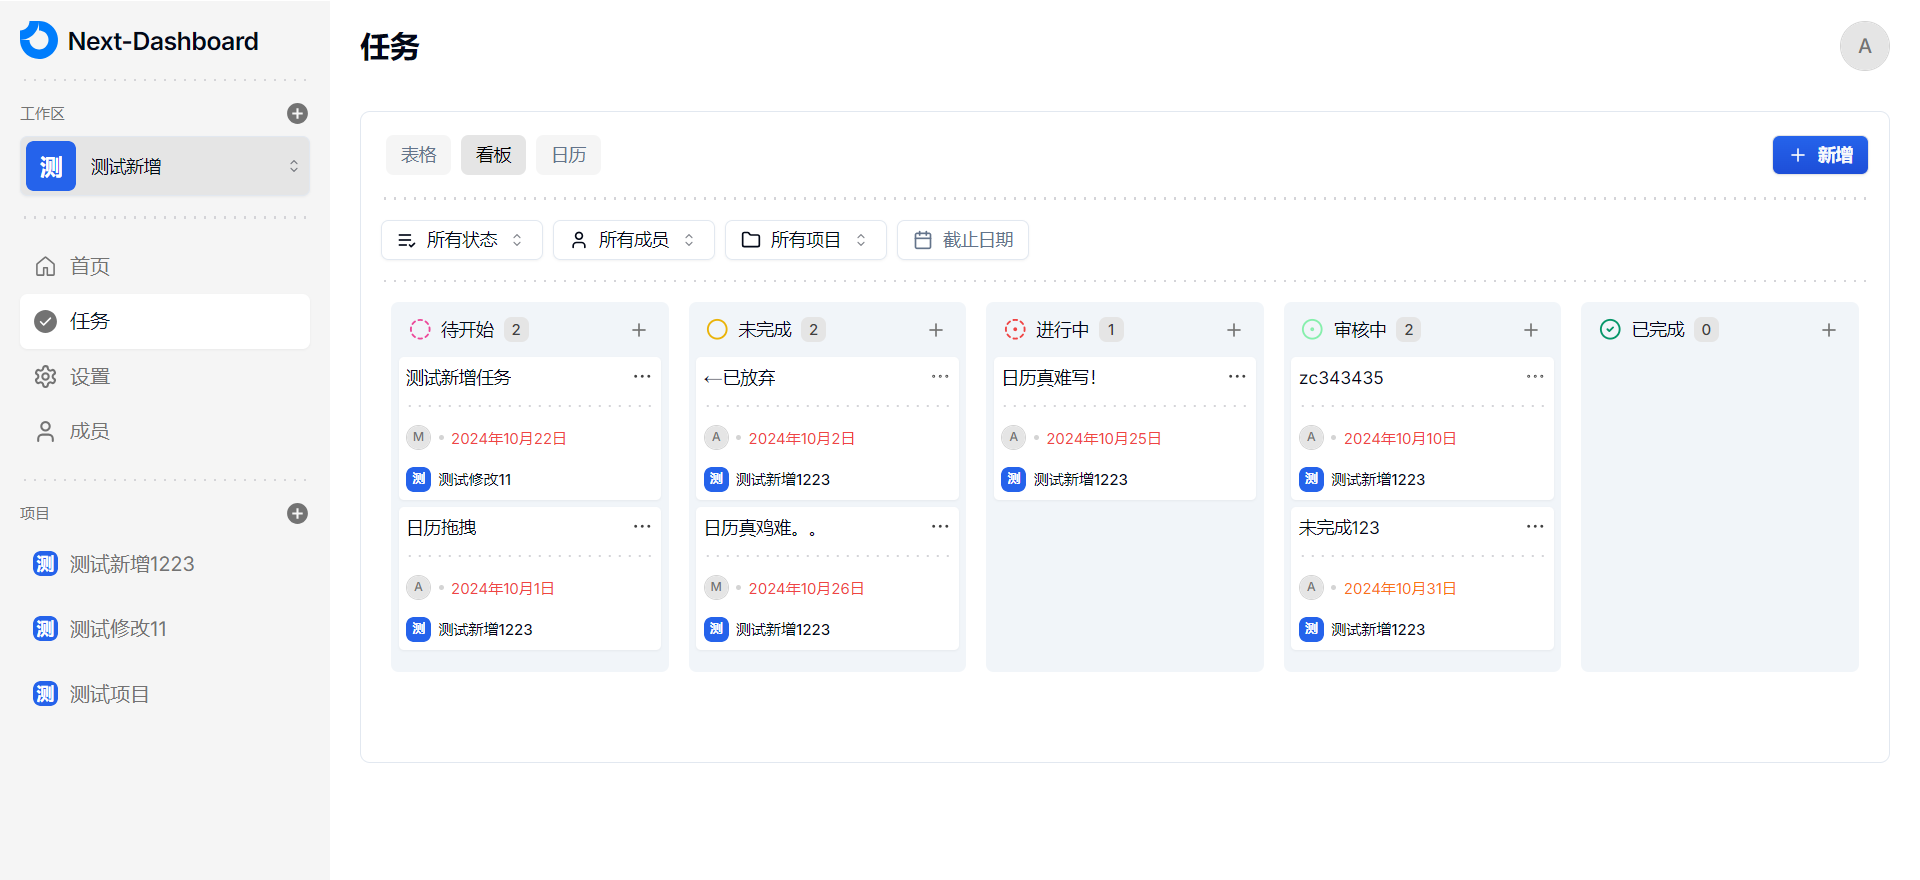 Next-Dashboard
工作区
测 测试新增
首页
任务
设置
成员
项目
测 测试新增1223
测 测试修改11
测 测试项目
任务
A
表格 看板 日历
新增
所有状态 所有成员 所有项目 截止日期
待开始 2
测试新增任务
M 2024年10月22日
测 测试修改11
日历拖拽
A 2024年10月1日
测 测试新增1223
未完成 2
←已放弃
A 2024年10月2日
测 测试新增1223
日历真鸡难。。
M 2024年10月26日
测 测试新增1223
进行中 1
日历真难写！
A 2024年10月25日
测 测试新增1223
审核中 2
zc343435
A 2024年10月10日
测 测试新增1223
未完成123
A 2024年10月31日
测 测试新增1223
已完成 0